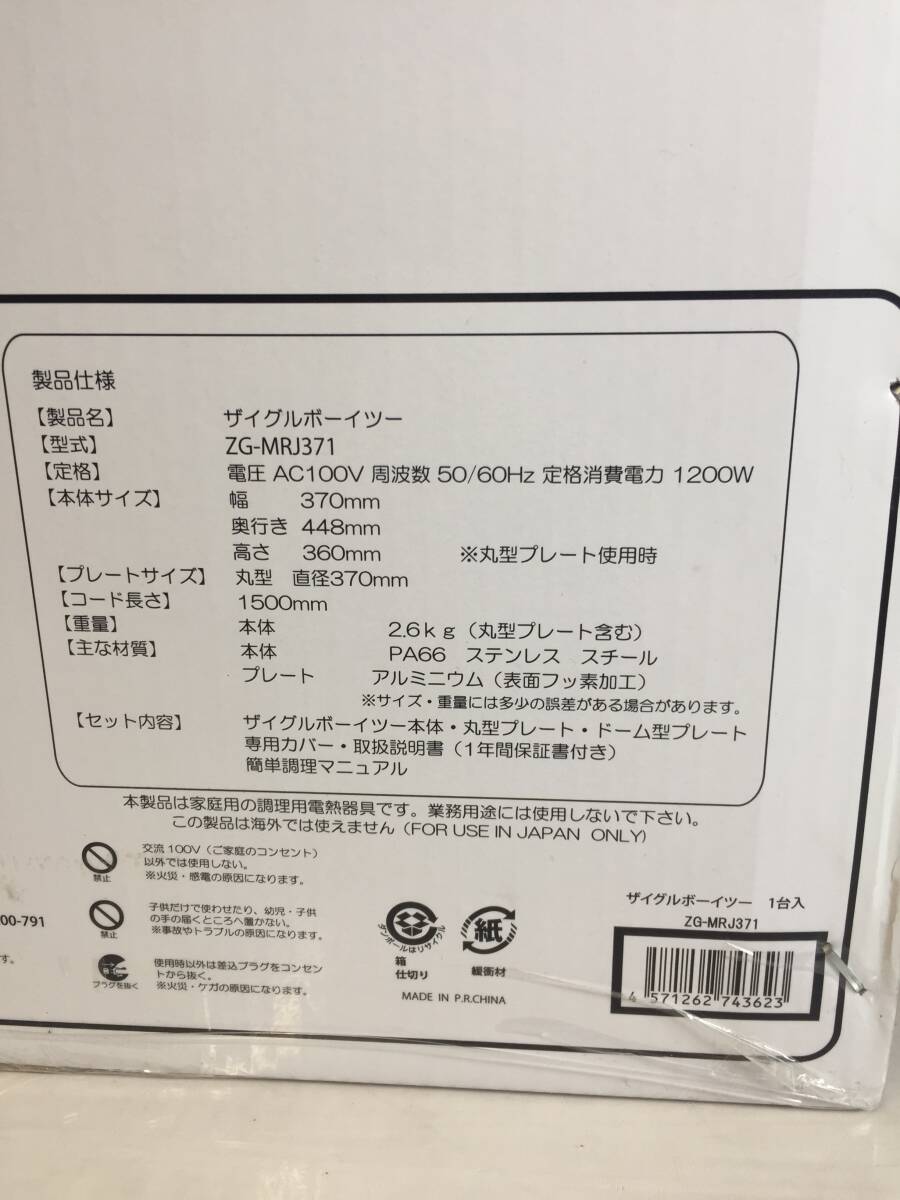 製品仕様
【製品名】 ザイグルボーイツー
【型式】 ZG-MRJ371
【定格】 電圧 AC100V 周波数 50/60Hz 定格消費電力 1200W
【本体サイズ】 幅 370mm
奥行き 448mm
高さ 360mm ※丸型プレート使用時
【プレートサイズ】 丸型 直径370mm
【コード長さ】 1500mm
【重量】 本体 2.6kg（丸型プレート含む）
【主な材質】 本体 PA66 ステンレス スチール
プレート アルミニウム（表面フッ素加工）
※サイズ・重量には多少の誤差がある場合があります。
【セット内容】 ザイグルボーイツー本体・丸型プレート・ドーム型プレート
専用カバー・取扱説明書（1年間保証書付き）
簡単調理マニュアル
本製品は家庭用の調理用電熱器具です。業務用途には使用しないで下さい。
この製品は海外では使えません（FOR USE IN JAPAN ONLY)
禁止
交流100V（ご家庭のコンセント）
以外では使用しない。
※火災・感電の原因になります。
禁止
子供だけで使わせたり、幼児・子供
の手の届くところへ置かない。
※事故やトラブルの原因になります。
プラグを抜く
使用時以外は差込プラグをコンセン
トから抜く。
※火災・ケガの原因になります。
00-791
す。
ダンボールはリサイクル
箱
仕切り
紙
緩衝材
MADE IN P.R.CHINA
ザイグルボーイツー 1台入
ZG-MRJ371
4 571262 743623